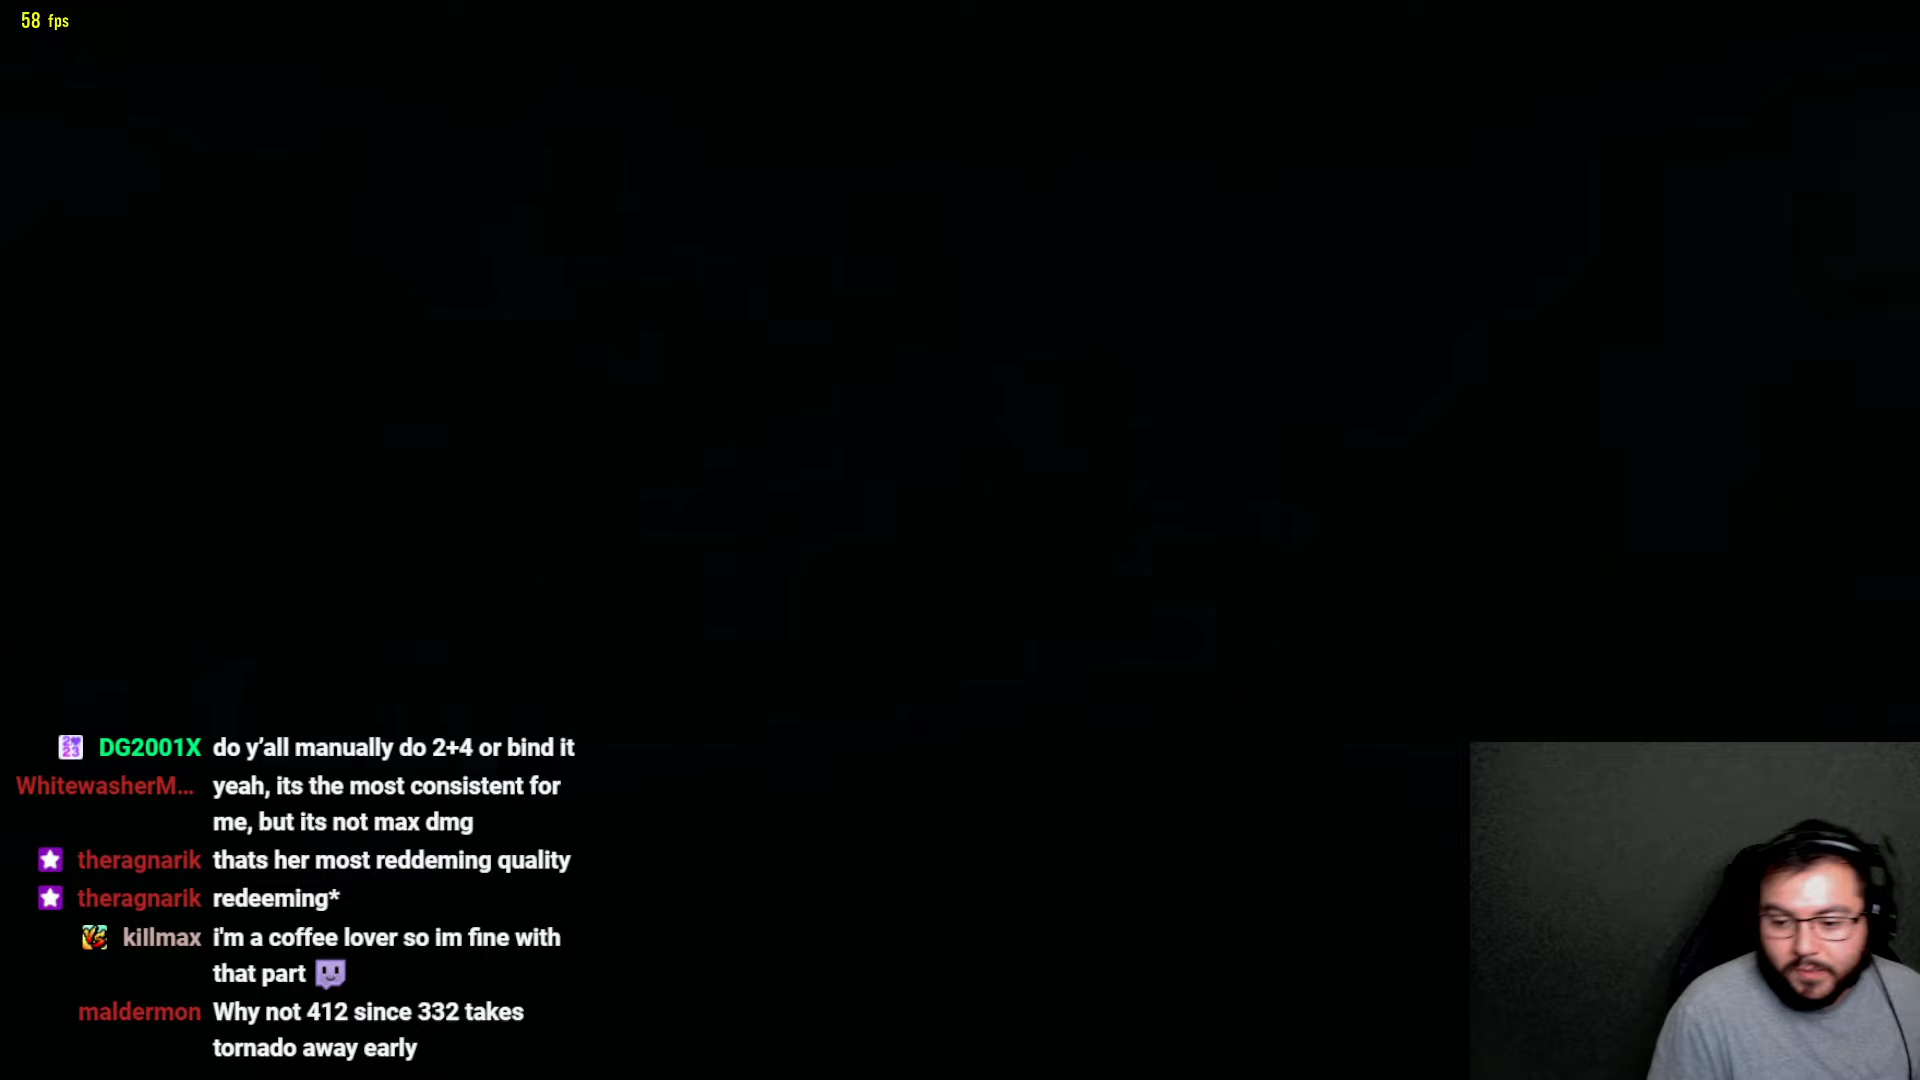 58 fps
DG2001X do y’all manually do 2+4 or bind it
WhitewasherM... yeah, its the most consistent for
me, but its not max dmg
theragnarik thats her most reddeming quality
theragnarik redeeming*
killmax i'm a coffee lover so im fine with
that part
maldermon Why not 412 since 332 takes
tornado away early